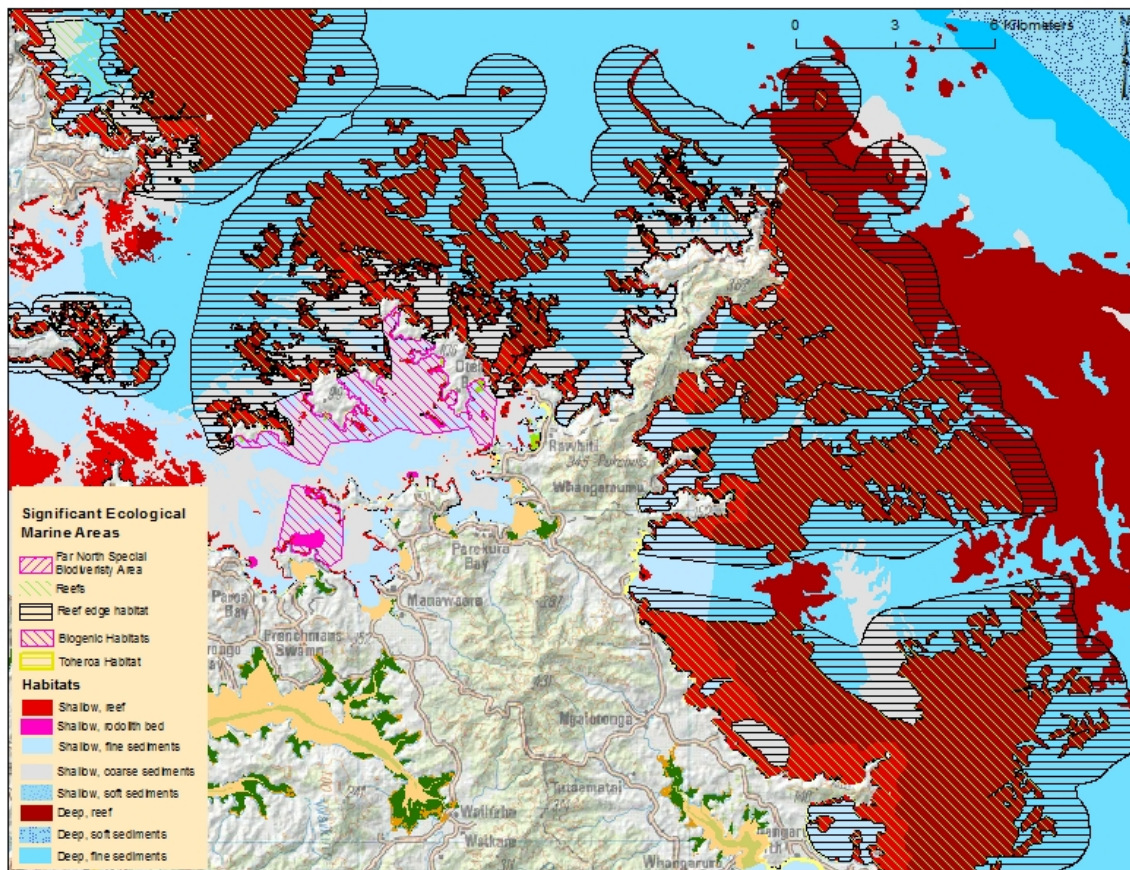 0 3 6 Kilometers
Rawhiti
Whangaraumu
Parekura
Bay
Manawaora
Frenchmans
Swamp
Ngaiotonga
Waikare
Whangaruru
Significant Ecological
Marine Areas
Far North Special
Biodiveristy Area
Reefs
Reef edge habitat
Biogenic Habitats
Toheroa Habitat
Habitats
Shallow, reef
Shallow, rodolith bed
Shallow, fine sediments
Shallow, coarse sediments
Shallow, soft sediments
Deep, reef
Deep, soft sediments
Deep, fine sediments